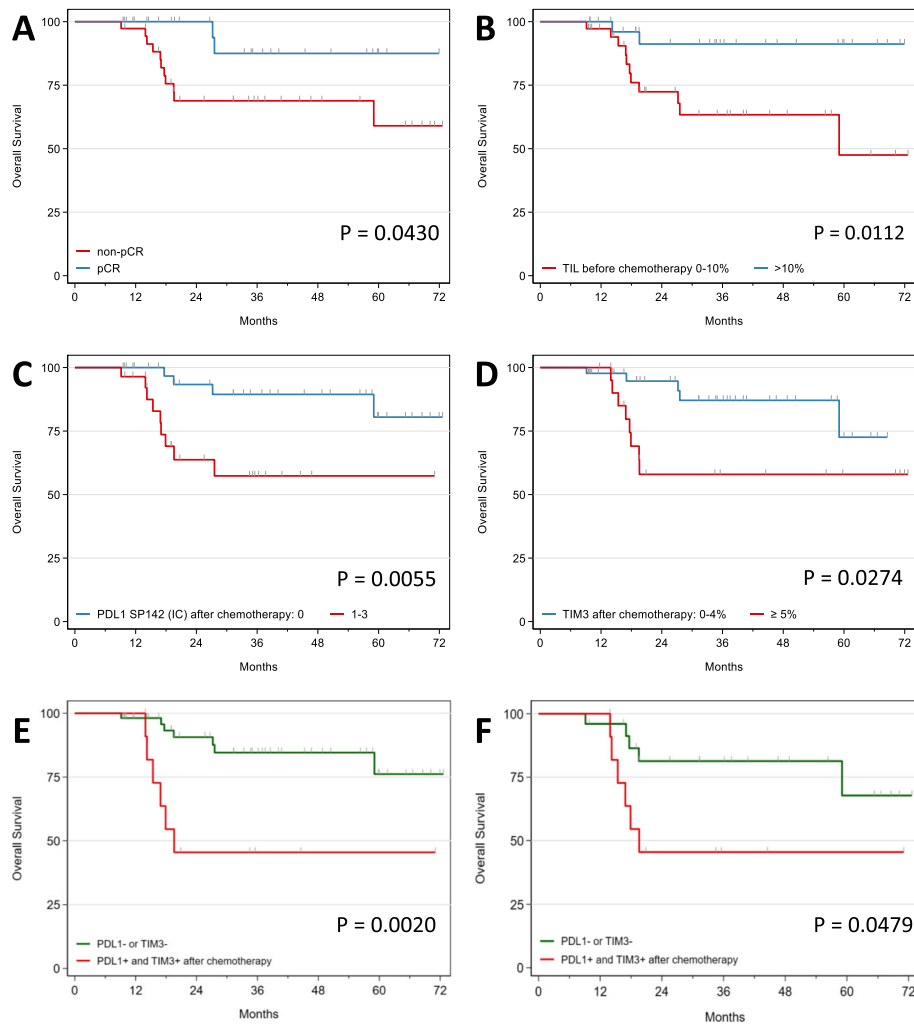 A
Overall Survival
100
75
50
25
0
P = 0.0430
non-pCR
pCR
0 12 24 36 48 60 72
Months
B
Overall Survival
100
75
50
25
0
P = 0.0112
TIL before chemotherapy 0-10% >10%
0 12 24 36 48 60 72
Months
C
Overall Survival
100
75
50
25
0
P = 0.0055
PDL1 SP142 (IC) after chemotherapy: 0 1-3
0 12 24 36 48 60 72
Months
D
Overall Survival
100
75
50
25
0
P = 0.0274
TIM3 after chemotherapy: 0-4% ≥ 5%
0 12 24 36 48 60 72
Months
E
Overall Survival
100
75
50
25
0
P = 0.0020
PDL1- or TIM3-
PDL1+ and TIM3+ after chemotherapy
0 12 24 36 48 60 72
Months
F
Overall Survival
100
75
50
25
0
P = 0.0479
PDL1- or TIM3-
PDL1+ and TIM3+ after chemotherapy
0 12 24 36 48 60 72
Months